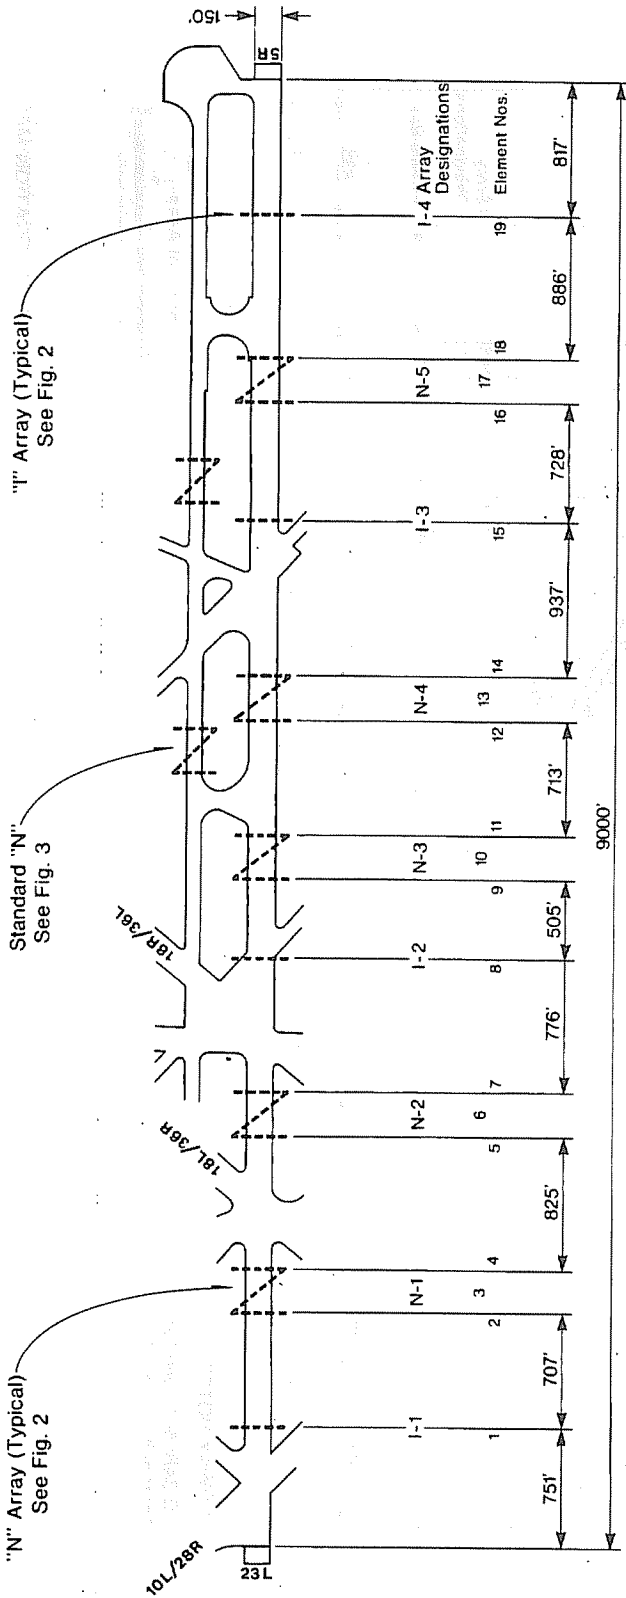 "N" Array (Typical)
See Fig. 2
Standard "N"
See Fig. 3
"I" Array (Typical)
See Fig. 2
10L/28R
18L/36R
18R/36L
23L
5R
150'
I-1
N-1
N-2
I-2
N-3
N-4
I-3
N-5
I-4 Array
Designations
1
2
3
4
5
6
7
8
9
10
11
12
13
14
15
16
17
18
19
Element Nos.
751'
707'
825'
776'
505'
713'
937'
728'
886'
817'
9000'